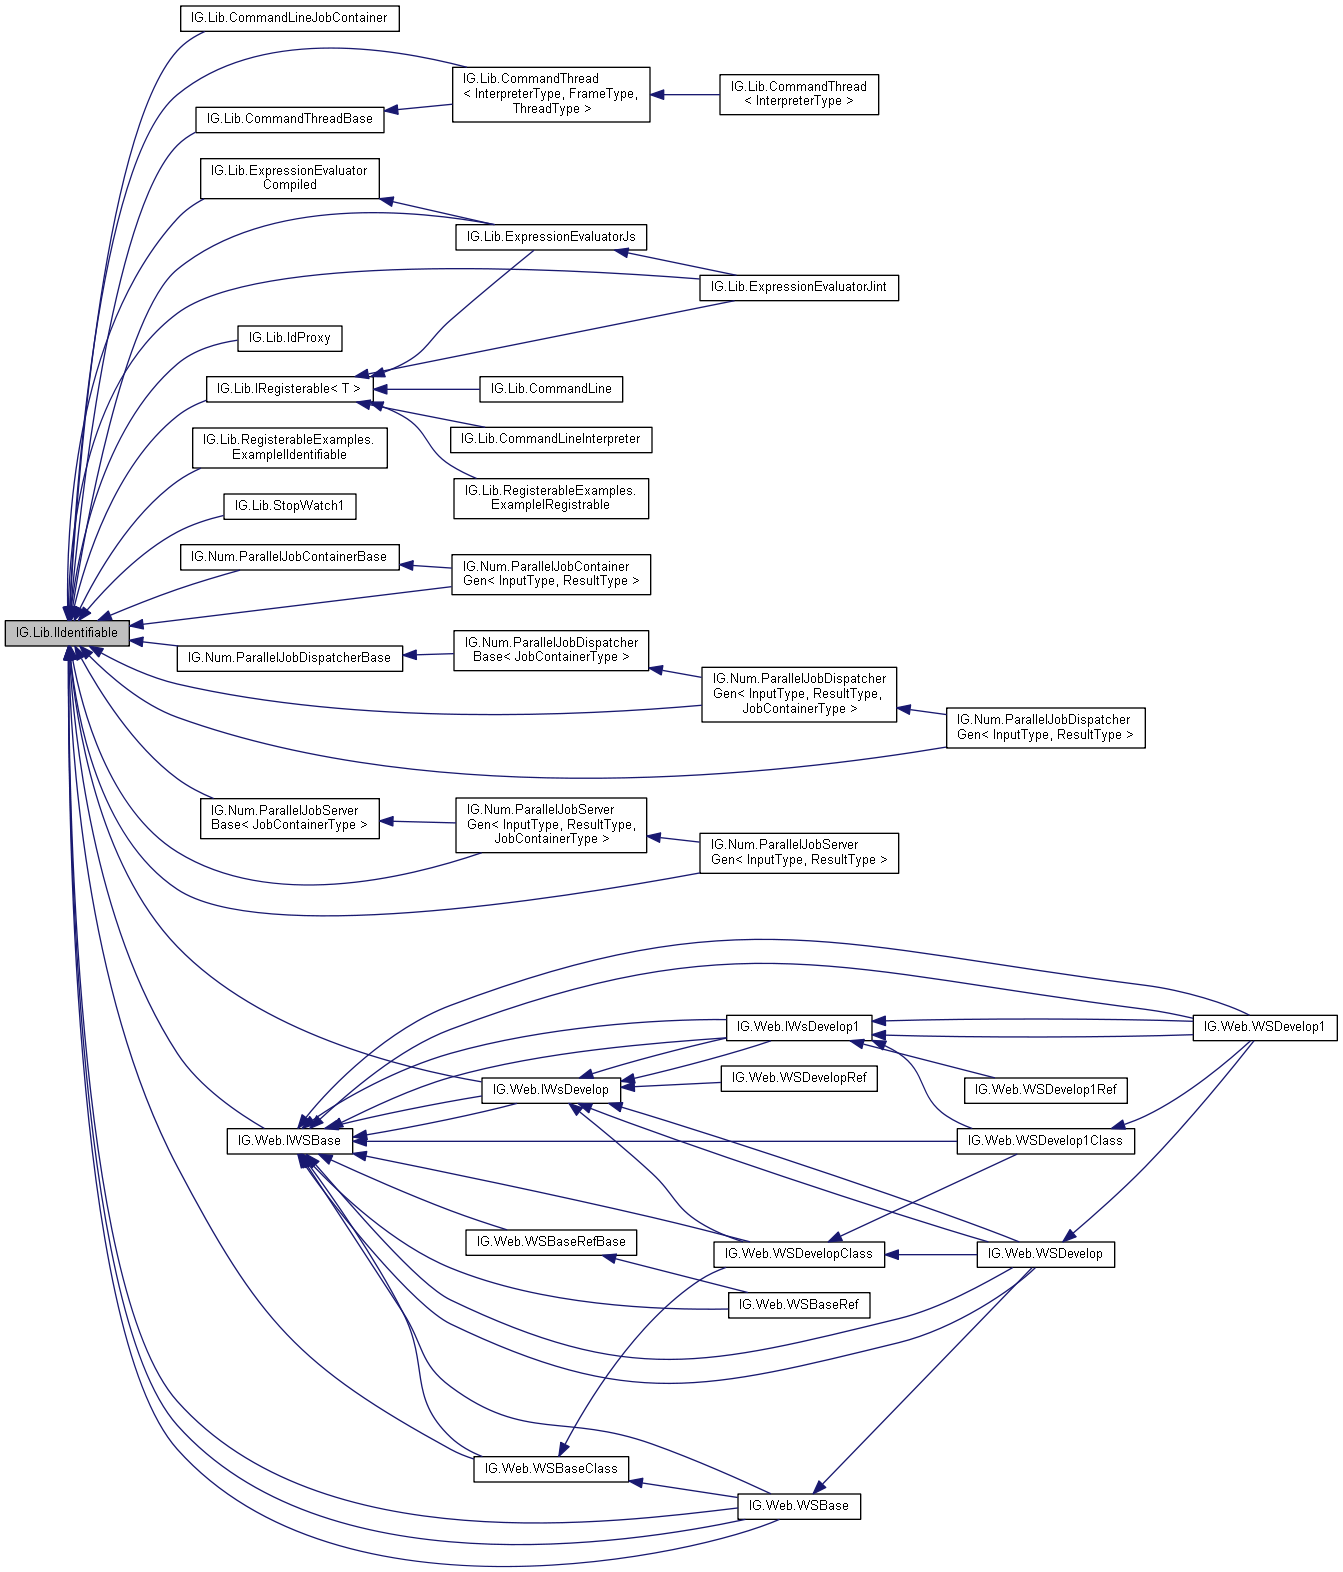 IG.Lib.CommandLineJobContainer
IG.Lib.CommandThread
< InterpreterType, FrameType,
ThreadType >
IG.Lib.CommandThread
< InterpreterType >
IG.Lib.CommandThreadBase
IG.Lib.ExpressionEvaluator
Compiled
IG.Lib.ExpressionEvaluatorJs
IG.Lib.ExpressionEvaluatorJint
IG.Lib.IdProxy
IG.Lib.IRegisterable< T >
IG.Lib.CommandLine
IG.Lib.CommandLineInterpreter
IG.Lib.RegisterableExamples.
ExampleIIdentifiable
IG.Lib.RegisterableExamples.
ExampleIRegistrable
IG.Lib.StopWatch1
IG.Num.ParallelJobContainerBase
IG.Num.ParallelJobContainer
Gen< InputType, ResultType >
IG.Lib.IIdentifiable
IG.Num.ParallelJobDispatcherBase
IG.Num.ParallelJobDispatcher
Base< JobContainerType >
IG.Num.ParallelJobDispatcher
Gen< InputType, ResultType,
JobContainerType >
IG.Num.ParallelJobDispatcher
Gen< InputType, ResultType >
IG.Num.ParallelJobServer
Base< JobContainerType >
IG.Num.ParallelJobServer
Gen< InputType, ResultType,
JobContainerType >
IG.Num.ParallelJobServer
Gen< InputType, ResultType >
IG.Web.IWsDevelop1
IG.Web.WSDevelop1
IG.Web.IWsDevelop
IG.Web.WSDevelopRef
IG.Web.WSDevelop1Ref
IG.Web.IWSBase
IG.Web.WSDevelop1Class
IG.Web.WSBaseRefBase
IG.Web.WSDevelopClass
IG.Web.WSDevelop
IG.Web.WSBaseRef
IG.Web.WSBaseClass
IG.Web.WSBase